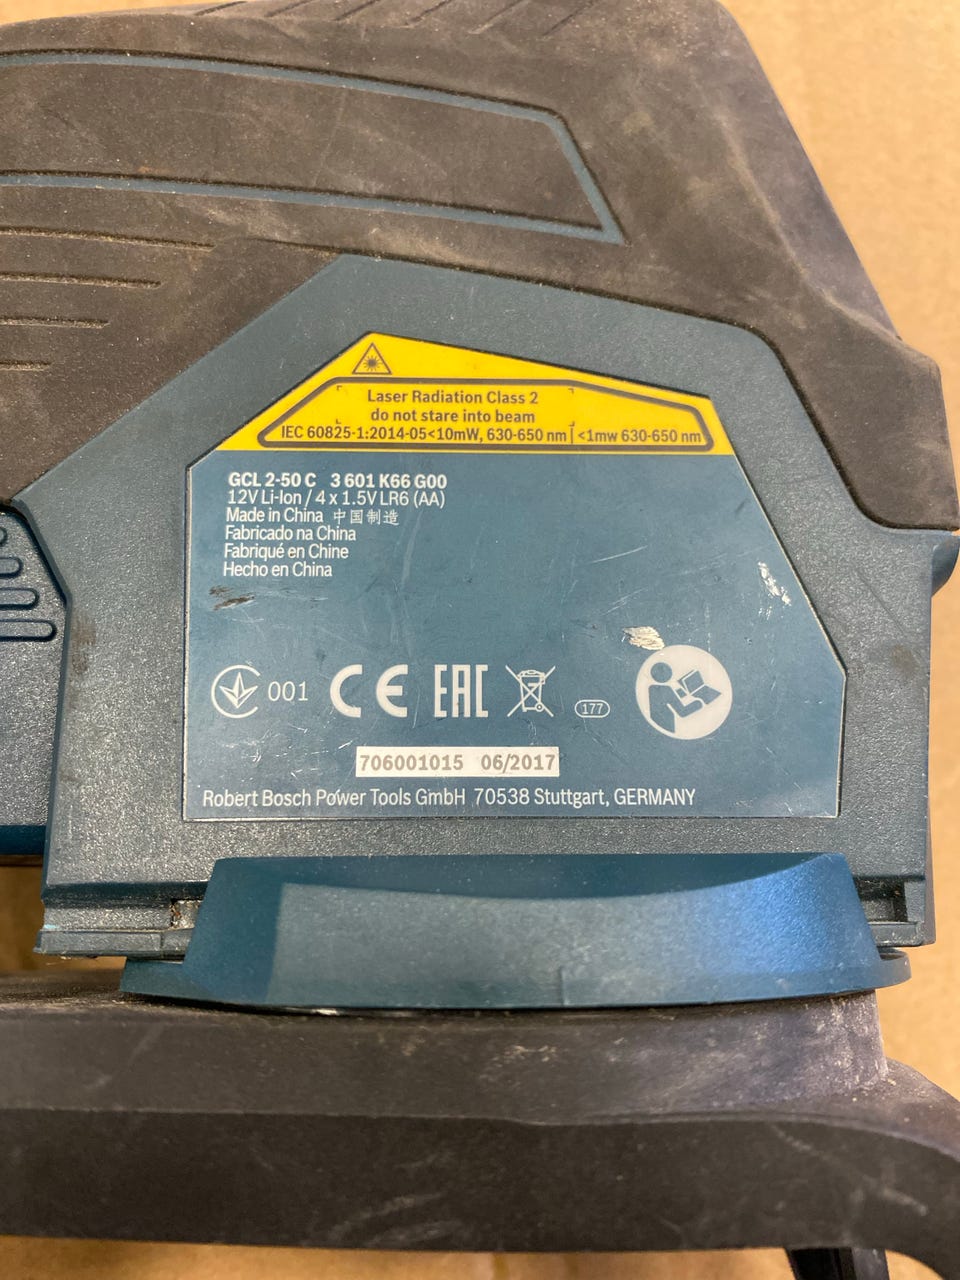 Laser Radiation Class 2
do not stare into beam
IEC 60825-1:2014-05<10mW, 630-650 nm <1mw 630-650 nm
GCL 2-50 C 3 601 K66 G00
12V Li-Ion / 4 x 1.5V LR6 (AA)
Made in China 中国制造
Fabricado na China
Fabriqué en Chine
Hecho en China
001 CE EAC 177
706001015 06/2017
Robert Bosch Power Tools GmbH 70538 Stuttgart, GERMANY